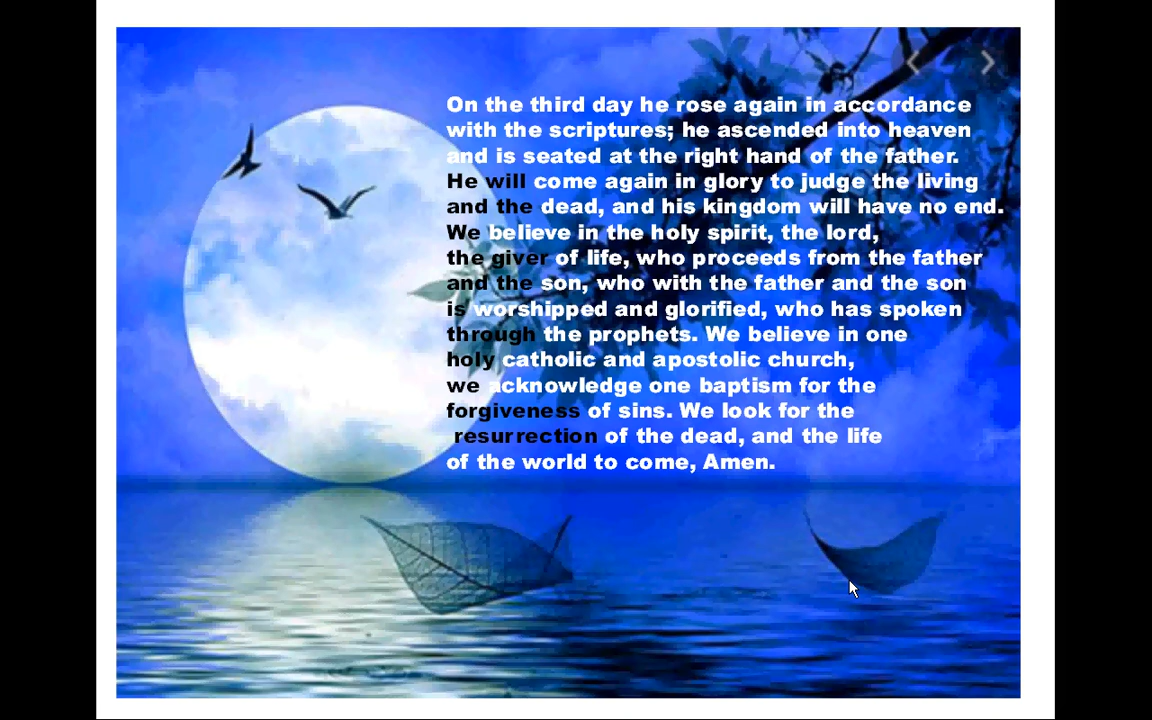 On the third day he rose again in accordance
with the scriptures; he ascended into heaven
and is seated at the right hand of the father.
He will come again in glory to judge the living
and the dead, and his kingdom will have no end.
We believe in the holy spirit, the lord,
the giver of life, who proceeds from the father
and the son, who with the father and the son
is worshipped and glorified, who has spoken
through the prophets. We believe in one
holy catholic and apostolic church,
we acknowledge one baptism for the
forgiveness of sins. We look for the
resurrection of the dead, and the life
of the world to come, Amen.